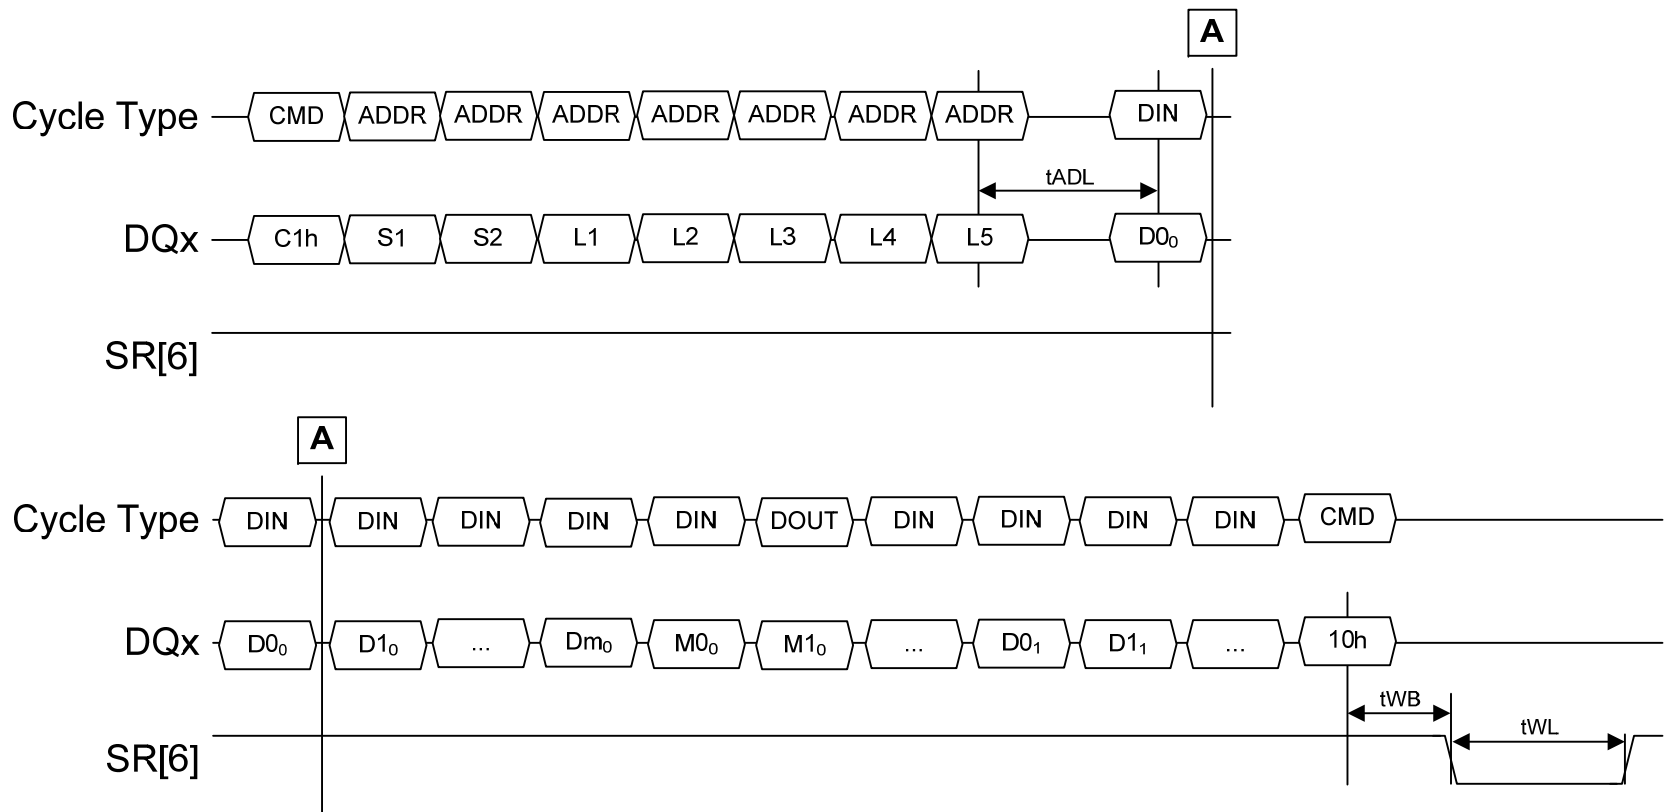 A
Cycle Type CMD ADDR ADDR ADDR ADDR ADDR ADDR ADDR DIN
tADL
DQx C1h S1 S2 L1 L2 L3 L4 L5 D0₀
SR[6]
A
Cycle Type DIN DIN DIN DIN DIN DOUT DIN DIN DIN DIN CMD
DQx D0₀ D1₀ ... Dm₀ M0₀ M1₀ ... D0₁ D1₁ ... 10h
tWB
tWL
SR[6]